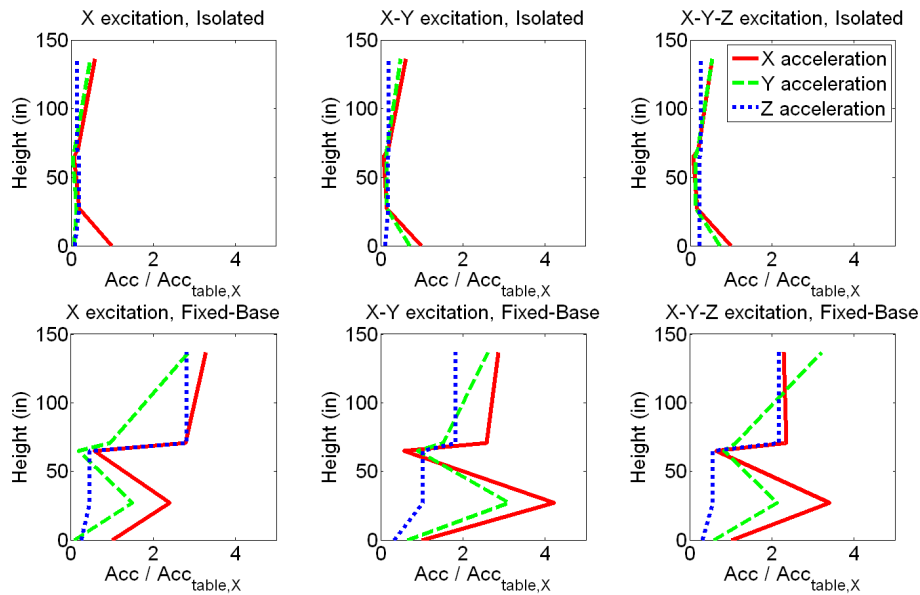 X excitation, Isolated
X-Y excitation, Isolated
X-Y-Z excitation, Isolated
150
100
50
0
Height (in)
0 2 4
Acc / Acc_table,X
150
100
50
0
Height (in)
0 2 4
Acc / Acc_table,X
150
100
50
0
Height (in)
0 2 4
Acc / Acc_table,X
X acceleration
Y acceleration
Z acceleration
X excitation, Fixed-Base
X-Y excitation, Fixed-Base
X-Y-Z excitation, Fixed-Base
150
100
50
0
Height (in)
0 2 4
Acc / Acc_table,X
150
100
50
0
Height (in)
0 2 4
Acc / Acc_table,X
150
100
50
0
Height (in)
0 2 4
Acc / Acc_table,X